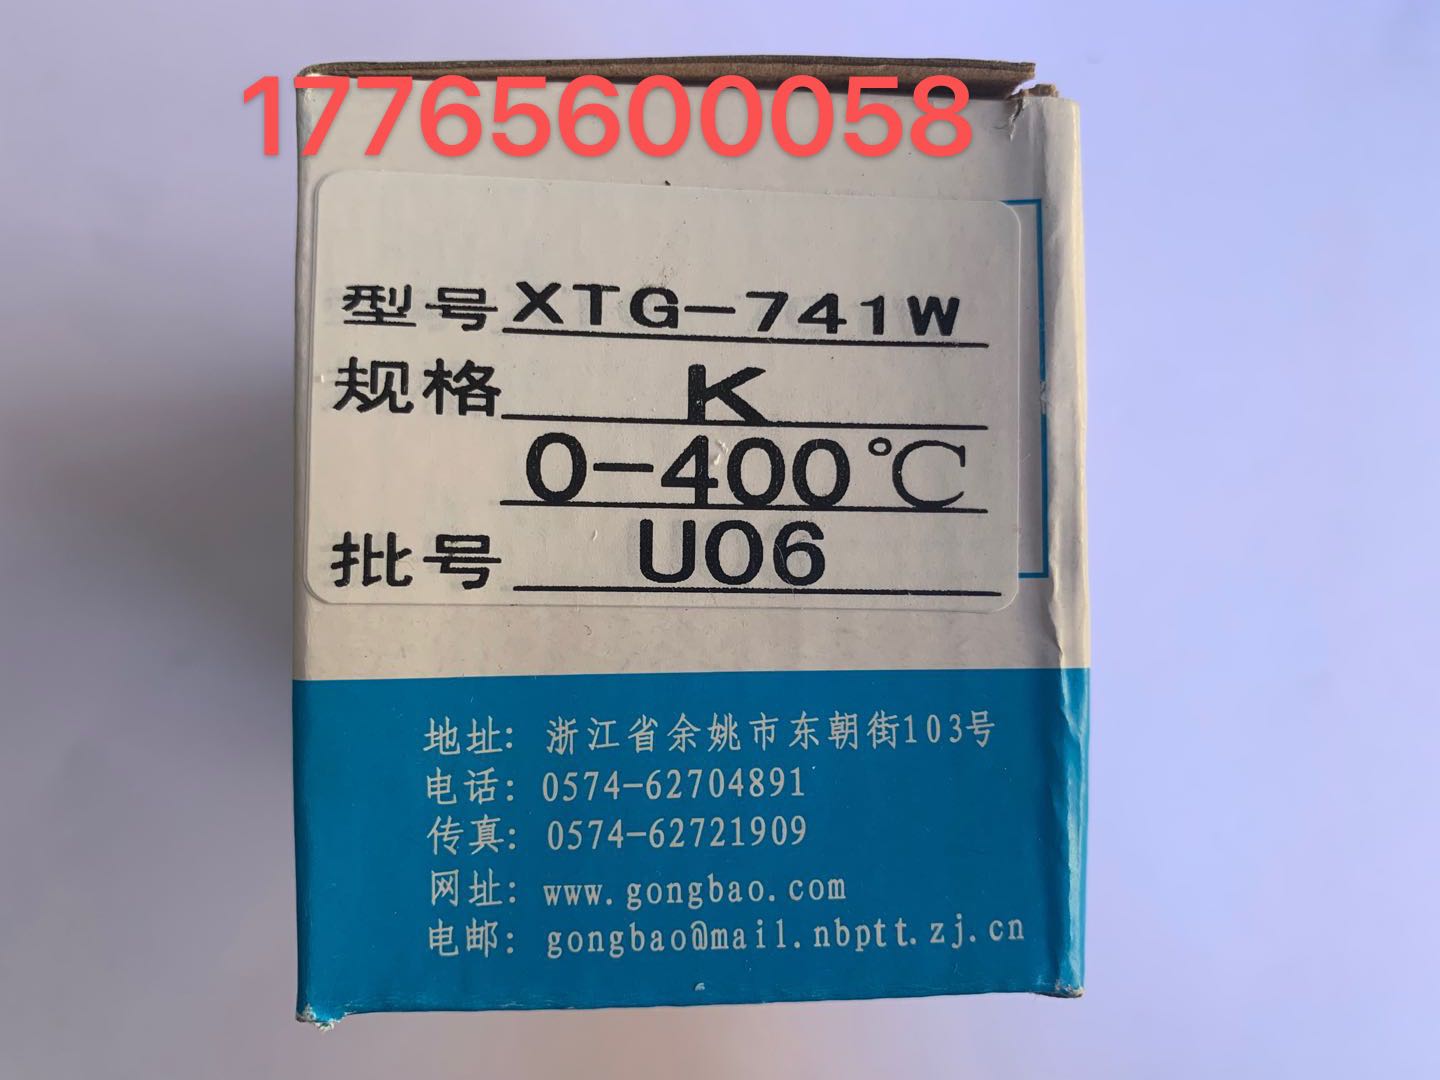 17765600058
型号 XTG-741W
规格 K
0-400℃
批号 U06
地址: 浙江省余姚市东朝街103号
电话: 0574-62704891
传真: 0574-62721909
网址: www.gongbao.com
电邮: gongbao@mail.nbptt.zj.cn